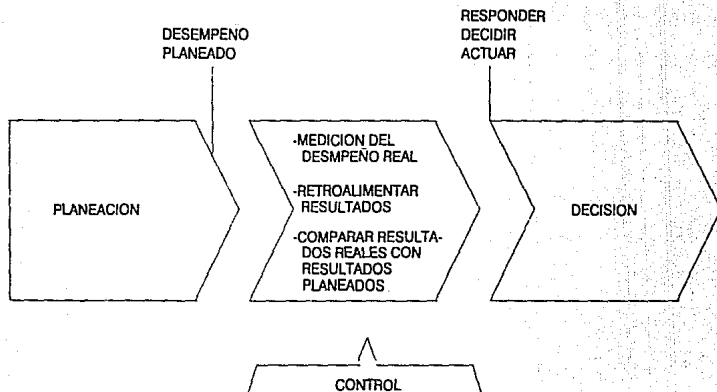 DESEMPEÑO
PLANEADO
RESPONDER
DECIDIR
ACTUAR
PLANEACION
-MEDICION DEL
DESMPEÑO REAL
-RETROALIMENTAR
RESULTADOS
-COMPARAR RESULTA-
DOS REALES CON
RESULTADOS
PLANEADOS
DECISION
CONTROL